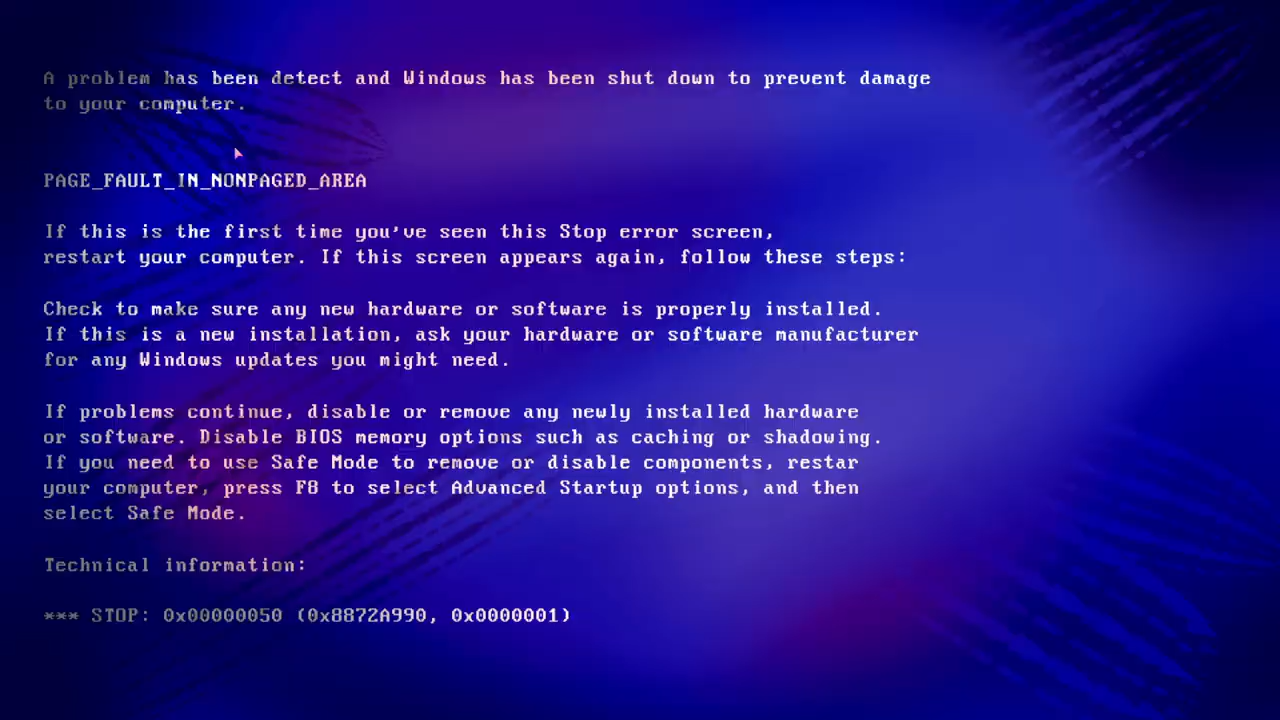 A problem has been detect and Windows has been shut down to prevent damage
to your computer.
PAGE_FAULT_IN_NONPAGED_AREA
If this is the first time you've seen this Stop error screen,
restart your computer. If this screen appears again, follow these steps:
Check to make sure any new hardware or software is properly installed.
If this is a new installation, ask your hardware or software manufacturer
for any Windows updates you might need.
If problems continue, disable or remove any newly installed hardware
or software. Disable BIOS memory options such as caching or shadowing.
If you need to use Safe Mode to remove or disable components, restar
your computer, press F8 to select Advanced Startup options, and then
select Safe Mode.
Technical information:
*** STOP: 0x00000050 (0x8872A990, 0x0000001)